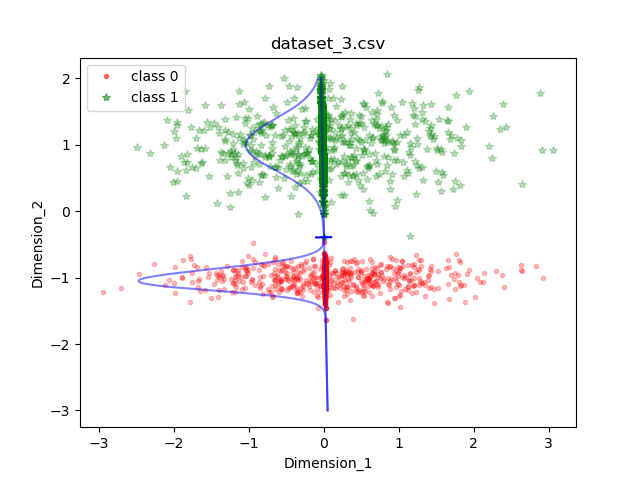 dataset_3.csv
class 0
class 1
Dimension_2
2
1
0
−1
−2
−3
−3 −2 −1 0 1 2 3
Dimension_1